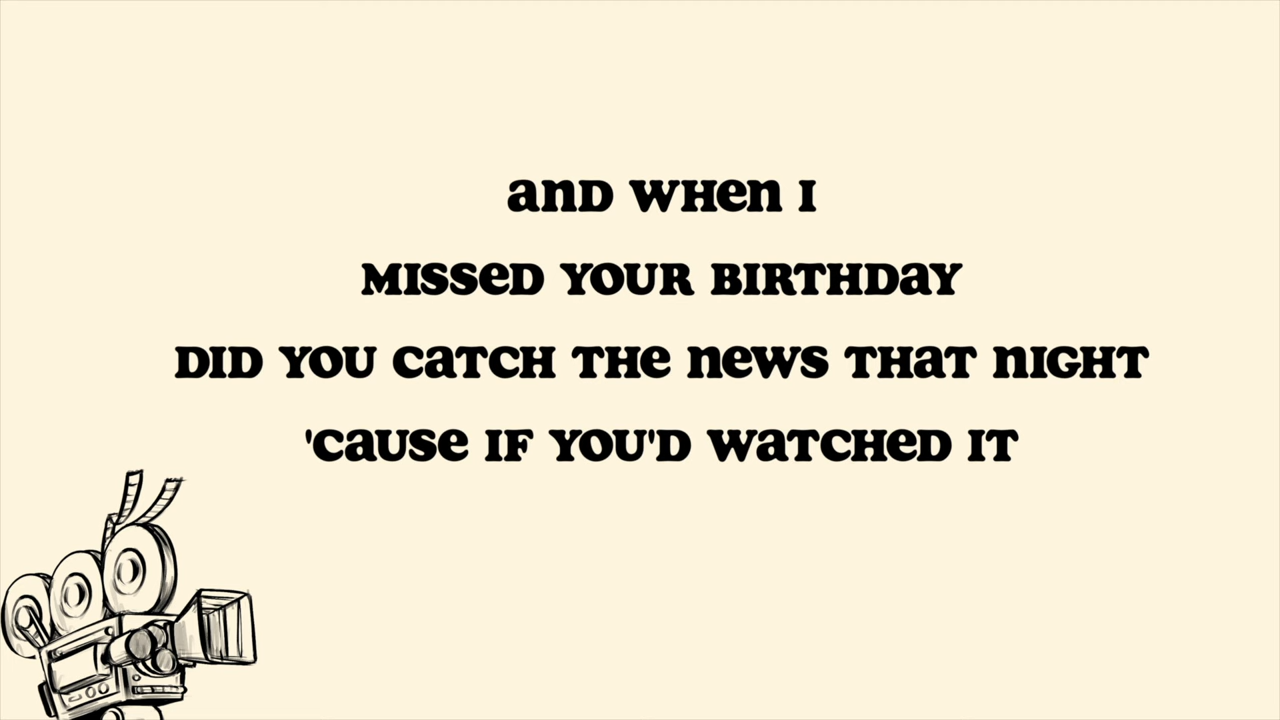 and when I
missed your birthday
did you catch the news that night
'cause if you'd watched it